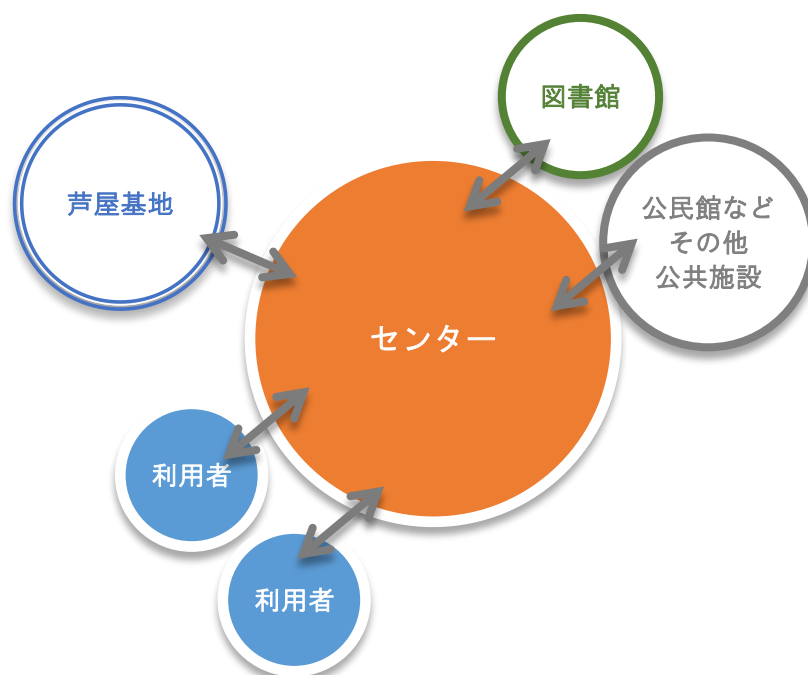 図書館
芦屋基地
公民館など
その他
公共施設
センター
利用者
利用者